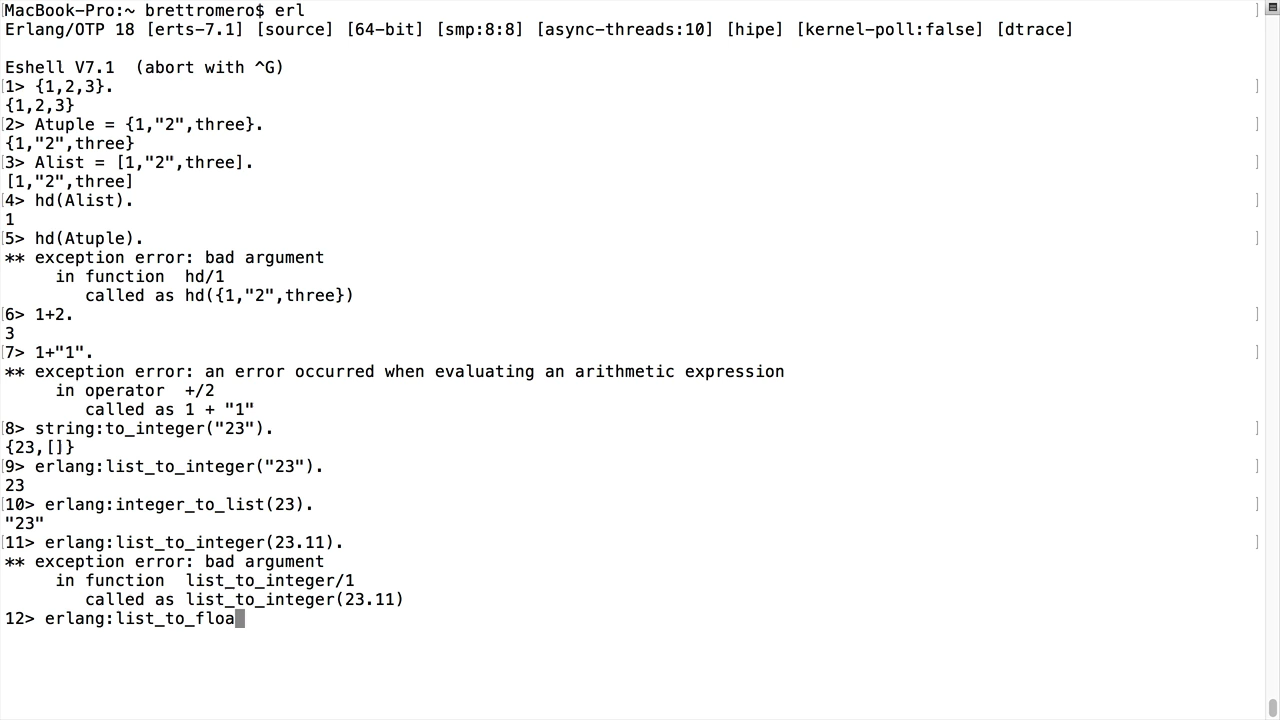 MacBook-Pro:~ brettromero$ erl
Erlang/OTP 18 [erts-7.1] [source] [64-bit] [smp:8:8] [async-threads:10] [hipe] [kernel-poll:false] [dtrace]
Eshell V7.1  (abort with ^G)
1> {1,2,3}.
{1,2,3}
2> Atuple = {1,"2",three}.
{1,"2",three}
3> Alist = [1,"2",three].
[1,"2",three]
4> hd(Alist).
1
5> hd(Atuple).
** exception error: bad argument
     in function  hd/1
        called as hd({1,"2",three})
6> 1+2.
3
7> 1+"1".
** exception error: an error occurred when evaluating an arithmetic expression
     in operator  +/2
        called as 1 + "1"
8> string:to_integer("23").
{23,[]}
9> erlang:list_to_integer("23").
23
10> erlang:integer_to_list(23).
"23"
11> erlang:list_to_integer(23.11).
** exception error: bad argument
     in function  list_to_integer/1
        called as list_to_integer(23.11)
12> erlang:list_to_floa